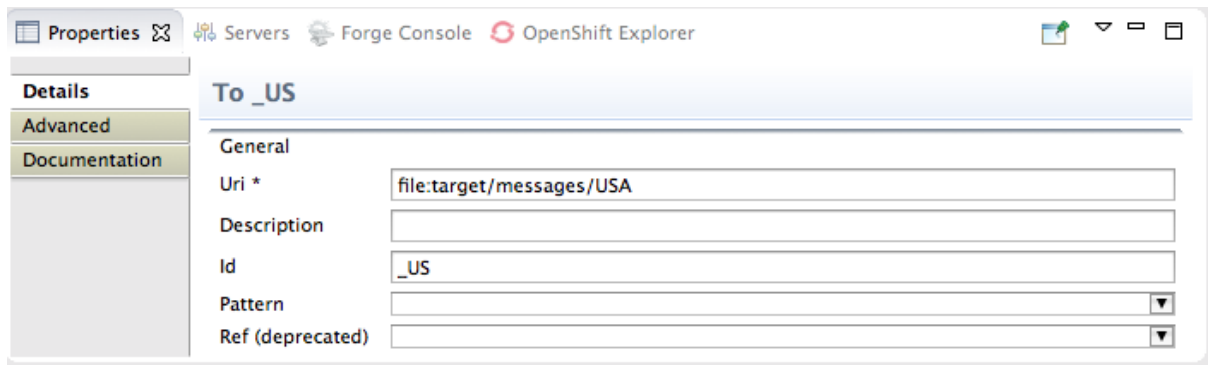 Properties Servers Forge Console OpenShift Explorer
Details
Advanced
Documentation
To _US
General
Uri * file:target/messages/USA
Description
Id _US
Pattern
Ref (deprecated)